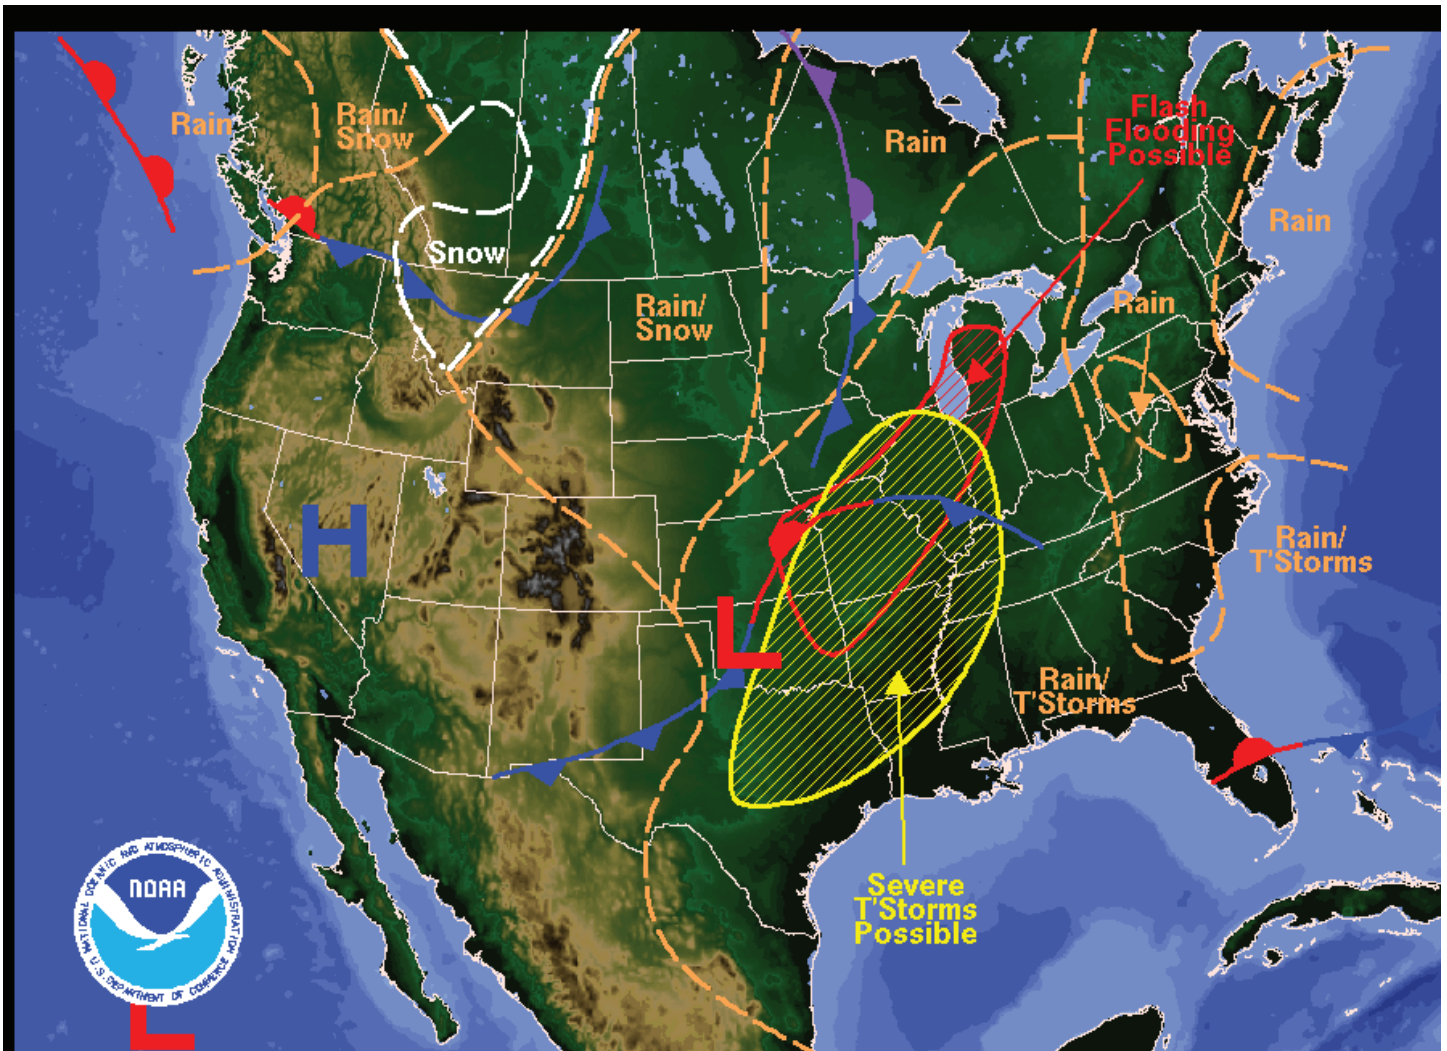 Flash
Flooding
Possible
Rain
Rain/
Snow
Rain
Rain
Snow
Rain/
Snow
Rain
H
Rain/
T'Storms
L
Rain/
T'Storms
Severe
T'Storms
Possible
NATIONAL OCEANIC AND ATMOSPHERIC ADMINISTRATION
NOAA
U.S. DEPARTMENT OF COMMERCE
L